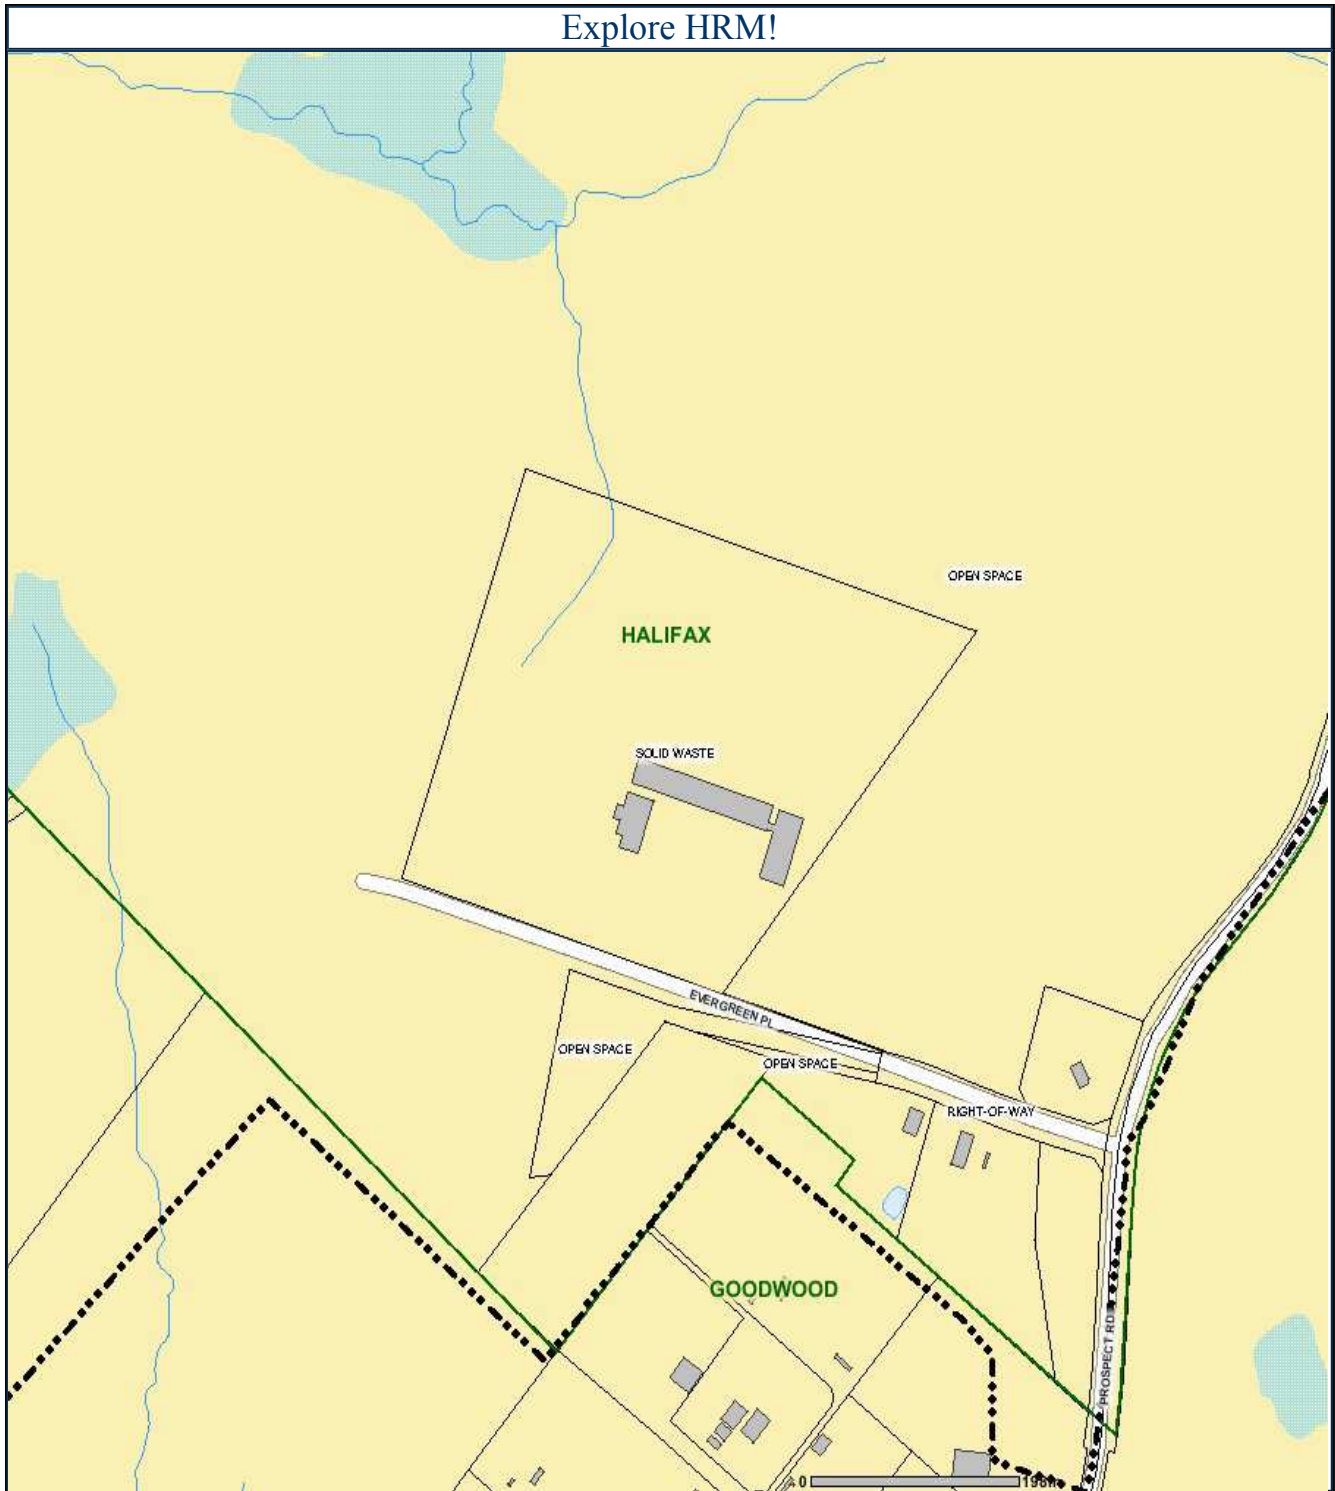 Explore HRM!
OPEN SPACE
HALIFAX
SOLID WASTE
EVERGREEN PL
OPEN SPACE
OPEN SPACE
RIGHT-OF-WAY
GOODWOOD
PROSPECT RD
0 198m